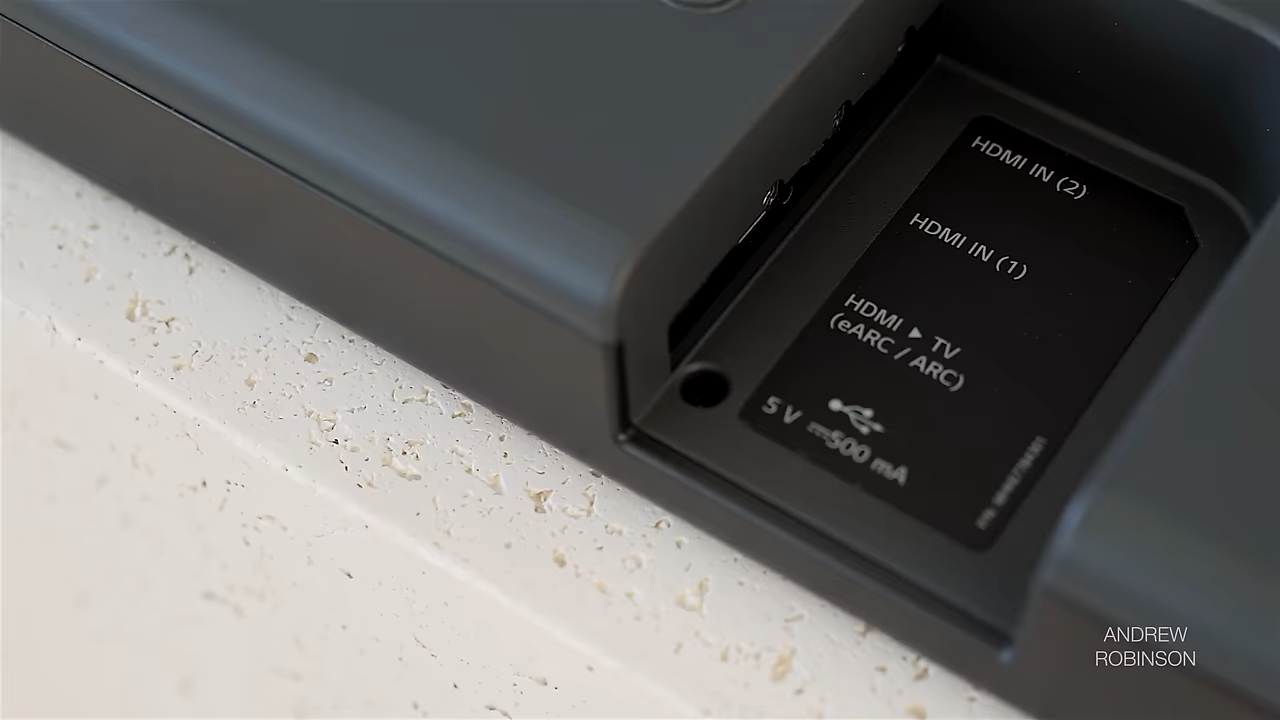 HDMI IN (2)
HDMI IN (1)
HDMI ▶ TV
(eARC / ARC)
5 V ⎓500 mA
ANDREW
ROBINSON